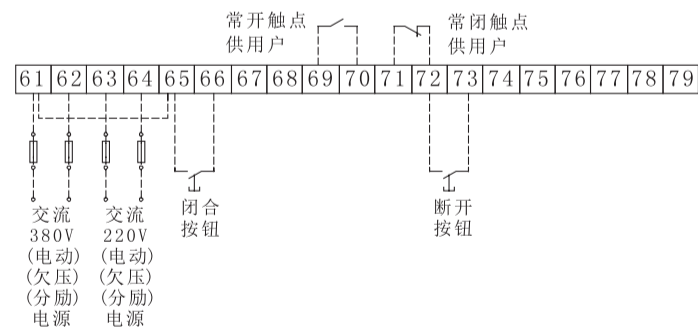 常开触点
供用户
常闭触点
供用户
61 62 63 64 65 66 67 68 69 70 71 72 73 74 75 76 77 78 79
交流
380V
(电动)
(欠压)
(分励)
电源
交流
220V
(电动)
(欠压)
(分励)
电源
闭合
按钮
断开
按钮